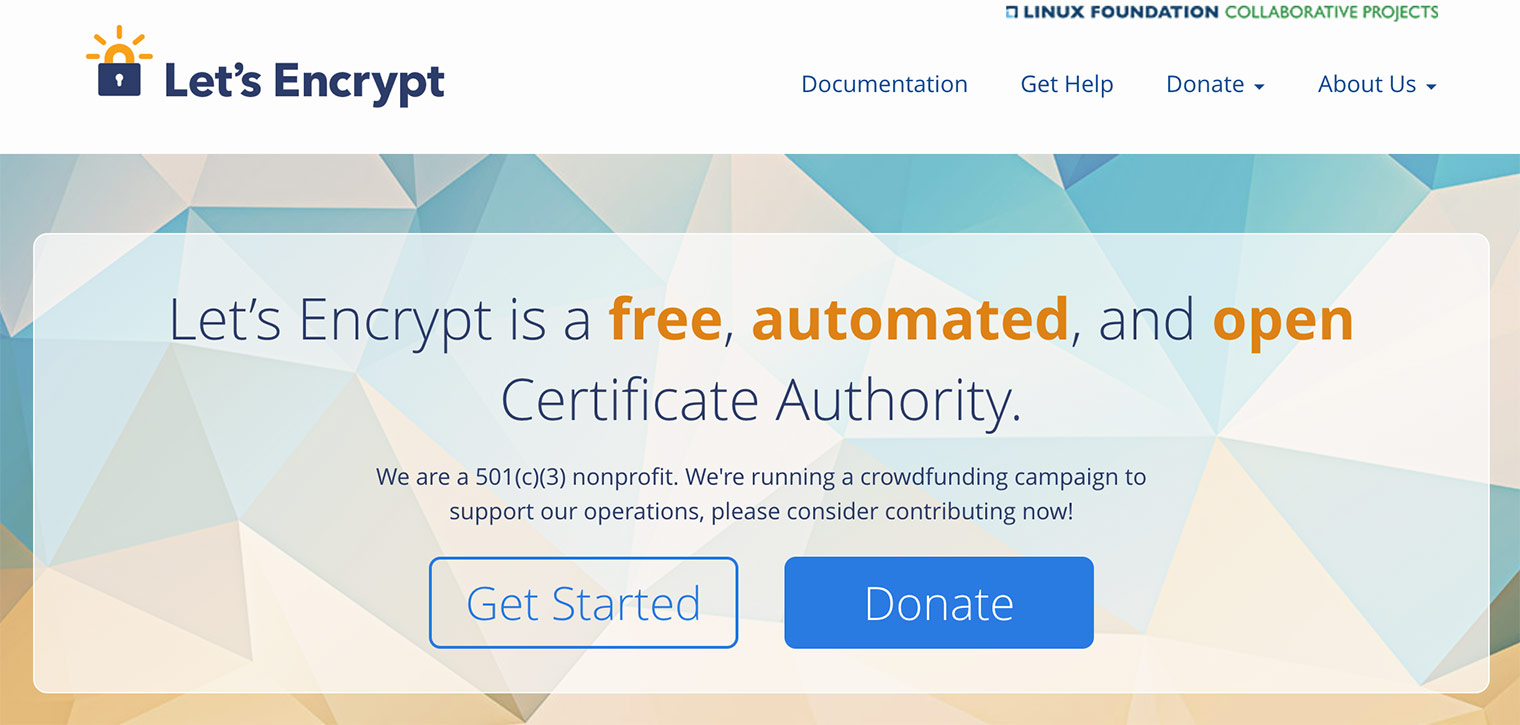 LINUX FOUNDATION COLLABORATIVE PROJECTS
Let's Encrypt
Documentation
Get Help
Donate
About Us
Let’s Encrypt is a free, automated, and open
Certificate Authority.
We are a 501(c)(3) nonprofit. We're running a crowdfunding campaign to
support our operations, please consider contributing now!
Get Started
Donate